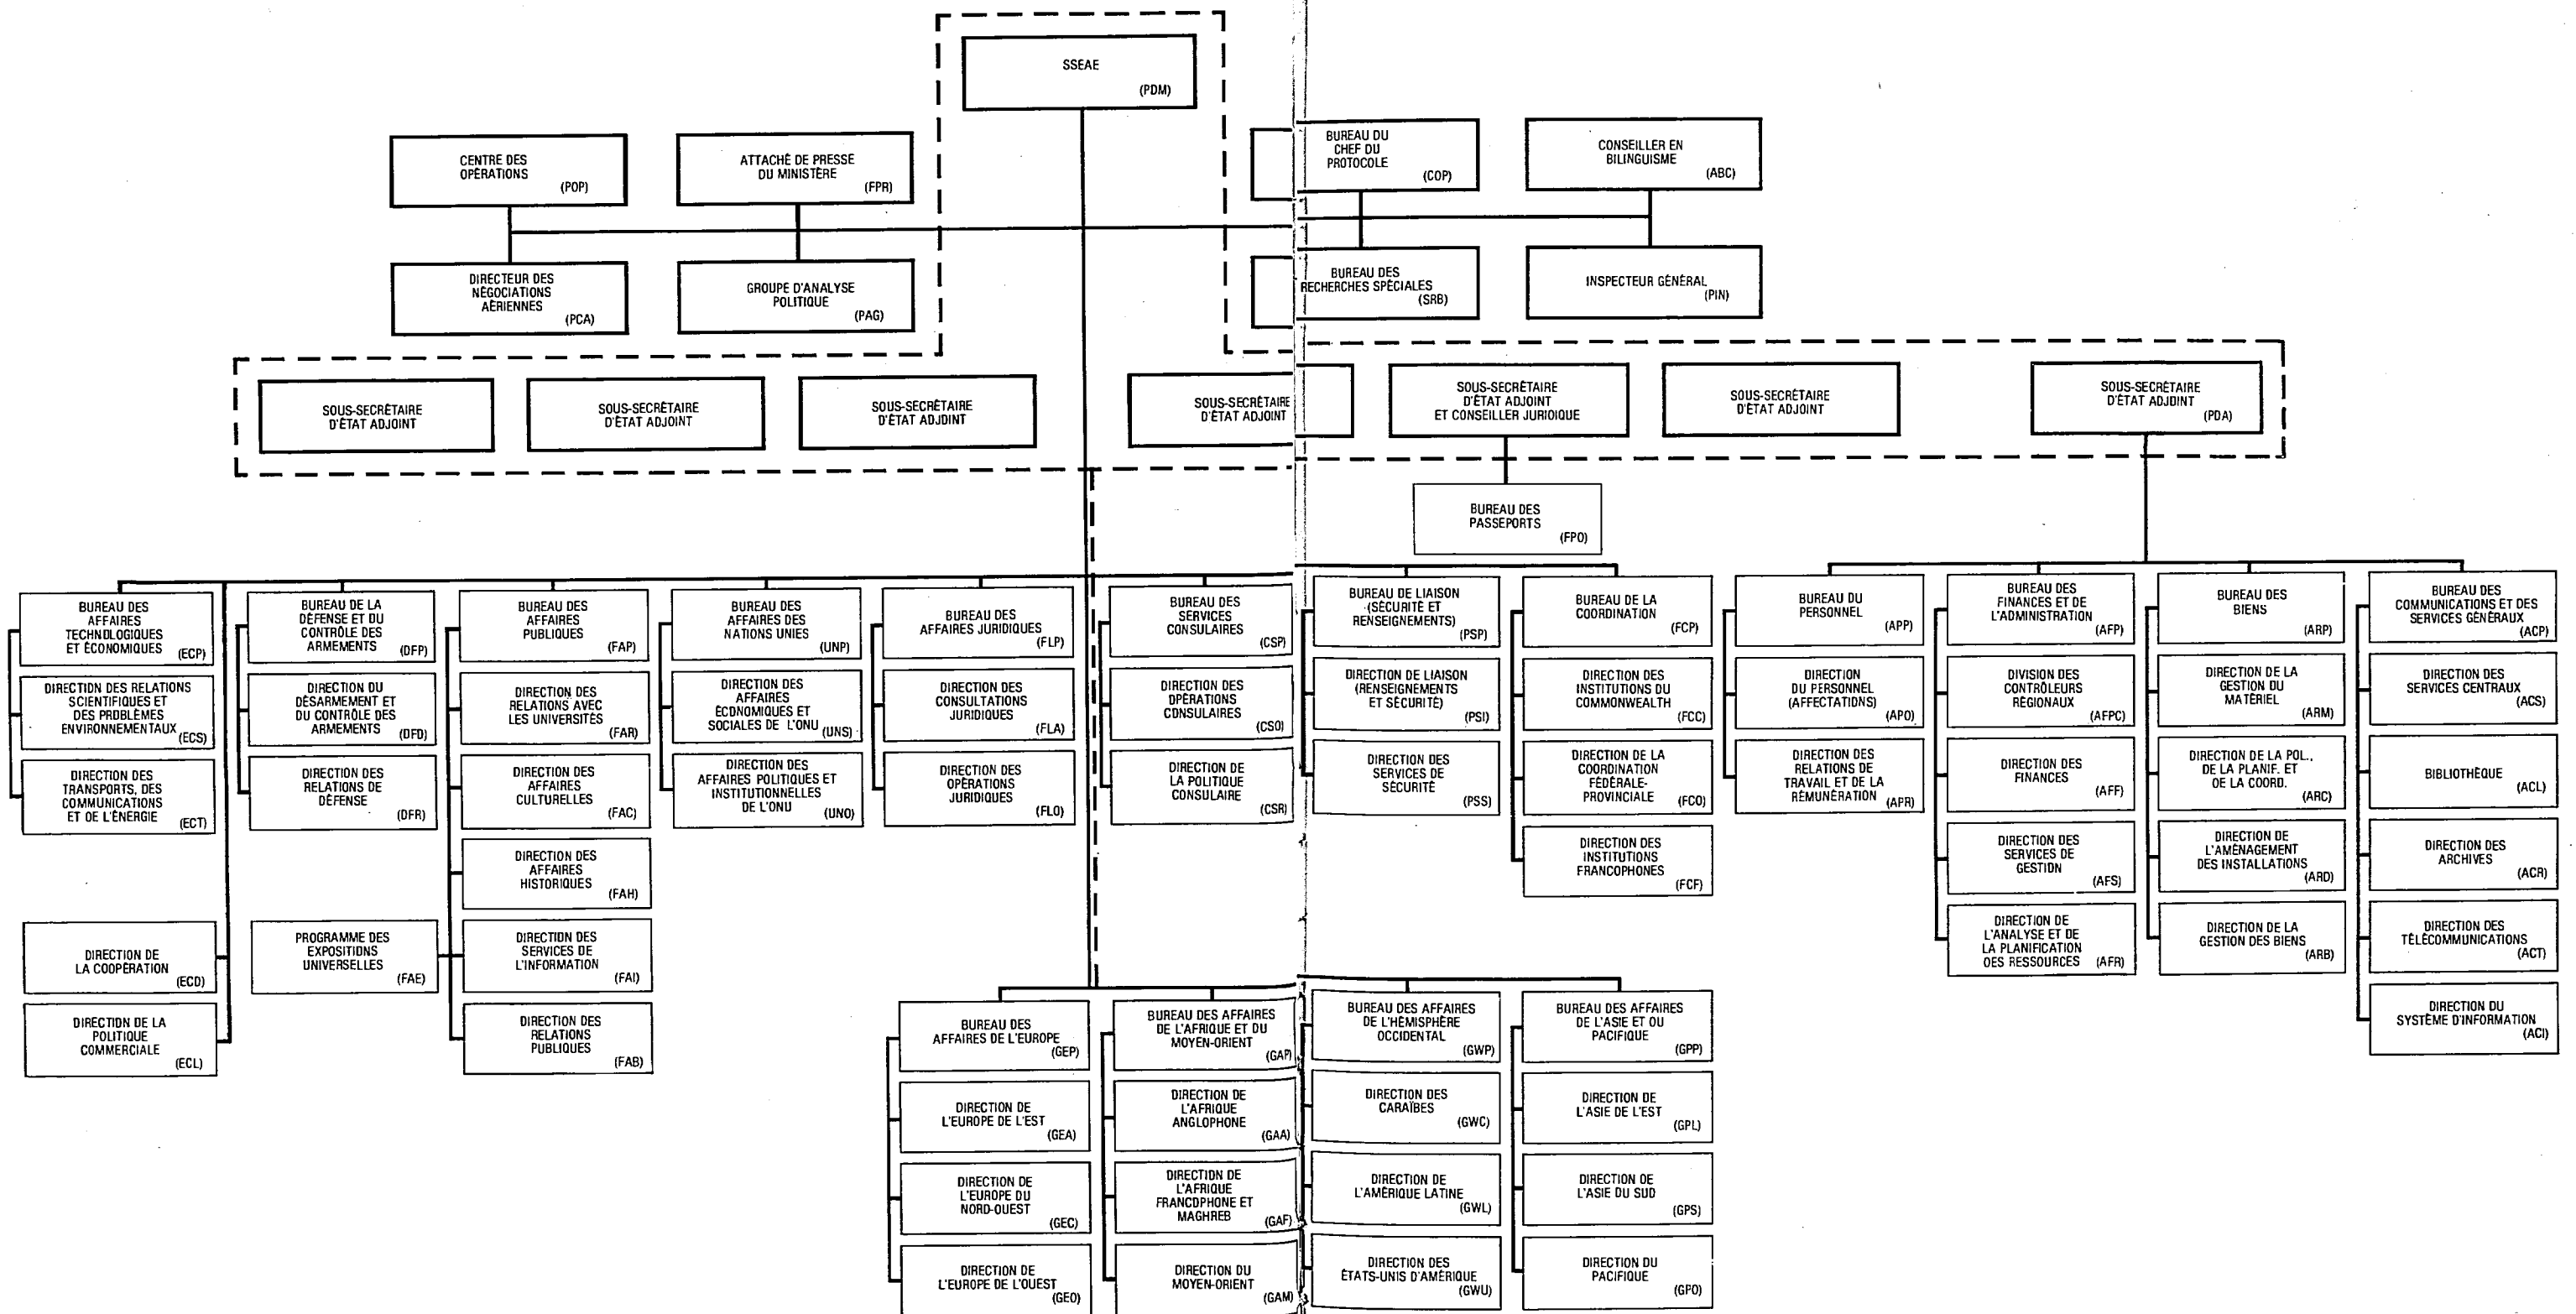 SSEAE
(PDM)
CENTRE DES
OPÉRATIONS
(POP)
ATTACHÉ DE PRESSE
DU MINISTÈRE
(FPR)
BUREAU DU
CHEF DU
PROTOCOLE
(COP)
CONSEILLER EN
BILINGUISME
(ABC)
DIRECTEUR DES
NÉGOCIATIONS
AÉRIENNES
(PCA)
GROUPE D'ANALYSE
POLITIQUE
(PAG)
BUREAU DES
RECHERCHES SPÉCIALES
(SRB)
INSPECTEUR GÉNÉRAL
(PIN)
SOUS-SECRÉTAIRE
D'ÉTAT ADJOINT
SOUS-SECRÉTAIRE
D'ÉTAT ADJOINT
SOUS-SECRÉTAIRE
D'ÉTAT ADJDINT
SOUS-SECRÉTAIRE
D'ÉTAT ADJOINT
SOUS-SECRÉTAIRE
D'ÉTAT ADJOINT
ET CONSEILLER JURIOIQUE
SOUS-SECRÉTAIRE
D'ÉTAT ADJOINT
SOUS-SECRÉTAIRE
D'ÉTAT ADJDINT
(PDA)
BUREAU DES
PASSEPORTS
(FPO)
BUREAU DES
AFFAIRES
TECHNOLOGIQUES
ET ÉCONOMIQUES (ECP)
DIRECTION DES RELATIONS
SCIENTIFIQUES ET
DES PROBLÈMES
ENVIRONNEMENTAUX (ECS)
DIRECTION DES
TRANSPORTS, DES
COMMUNICATIONS
ET OE L'ÉNERGIE (ECT)
DIRECTION DE
LA COOPÉRATION
(ECD)
DIRECTION DE LA
POLITIQUE
COMMERCIALE
(ECL)
BUREAU DE LA
DÉFENSE ET DU
CONTRÔLE DES
ARMEMENTS (DFP)
DIRECTION DU
DÉSARMEMENT ET
DU CONTRÔLE DES
ARMEMENTS (DFD)
DIRECTION DES
RELATIONS DE
DÉFENSE
(DFR)
PROGRAMME DES
EXPOSITIONS
UNIVERSELLES
(FAE)
BUREAU DES
AFFAIRES
PUBLIQUES
(FAP)
DIRECTION DES
RELATIONS AVEC
LES UNIVERSITÉS
(FAR)
DIRECTION DES
AFFAIRES
CULTURELLES
(FAC)
DIRECTION DES
AFFAIRES
HISTORIQUES
(FAH)
DIRECTION DES
SERVICES DE
L'INFORMATION
(FAI)
DIRECTION DES
RELATIONS
PUBLIQUES
(FAB)
BUREAU DES
AFFAIRES DES
NATIONS UNIES
(UNP)
DIRECTION DES
AFFAIRES
ÉCONOMIQUES ET
SOCIALES DE L'ONU (UNS)
DIRECTION DES
AFFAIRES POLITIQUES ET
INSTITUTIONNELLES
DE L'ONU (UNO)
BUREAU DES
AFFAIRES JURIDIQUES
(FLP)
DIRECTION DES
CONSULTATIONS
JURIDIQUES
(FLA)
DIRECTION DES
OPÉRATIONS
JURIDIQUES
(FLO)
BUREAU DES
SERVICES
CONSULAIRES
(CSP)
DIRECTION DES
OPÉRATIONS
CONSULAIRES
(CSO)
DIRECTION DE
LA POLITIQUE
CONSULAIRE
(CSR)
BUREAU DE LIAISON
(SÉCURITÉ ET
RENSEIGNEMENTS)
(PSP)
DIRECTION DE LIAISON
(RENSEIGNEMENTS
ET SÉCURITÉ)
(PSI)
DIRECTION DES
SERVICES DE
SÉCURITÉ
(PSS)
BUREAU DE LA
COORDINATION
(FCP)
DIRECTION DES
INSTITUTIONS DU
COMMONWEALTH
(FCC)
DIRECTION DE LA
COORDINATION
FÉDÉRALE-
PROVINCIALE (FCO)
DIRECTION DES
INSTITUTIONS
FRANCOPHONES
(FCF)
BUREAU DU
PERSONNEL
(APP)
DIRECTION
DU PERSONNEL
(AFFECTATIONS) (APO)
DIRECTION DES
RELATIONS DE
TRAVAIL ET DE LA
RÉMUNÉRATION (APR)
BUREAU DES
FINANCES ET DE
L'ADMINISTRATION
(AFP)
DIVISION DES
CONTRÔLEURS
RÉGIONAUX
(AFPC)
DIRECTION DES
FINANCES
(AFF)
DIRECTION DES
SERVICES DE
GESTIDN
(AFS)
DIRECTION DE
L'ANALYSE ET DE
LA PLANIFICATION
OES RESSOURCES (AFR)
BUREAU DES
BIENS
(ARP)
DIRECTION DE LA
GESTION DU
MATÉRIEL
(ARM)
DIRECTION DE LA POL.,
DE LA PLANIF. ET
OE LA COORD.
(ARC)
DIRECTION DE
L'AMÉNAGEMENT
DES INSTALLATIONS
(ARD)
DIRECTION DE LA
GESTION DES BIENS
(ARB)
BUREAU DES
COMMUNICATIONS ET DES
SERVICES GÉNÉRAUX
(ACP)
DIRECTION DES
SERVICES CENTRAUX
(ACS)
BIBLIOTHÈQUE
(ACL)
DIRECTION DES
ARCHIVES
(ACR)
DIRECTION DES
TÉLÉCOMMUNICATIONS
(ACT)
DIRECTION DU
SYSTÈME D'INFORMATION
(ACI)
BUREAU DES
AFFAIRES DE L'EUROPE
(GEP)
DIRECTION DE
L'EUROPE DE L'EST
(GEA)
DIRECTION DE
L'EUROPE DU
NORD-OUEST
(GEC)
DIRECTION DE
L'EUROPE DE L'OUEST
(GEO)
BUREAU DES AFFAIRES
DE L'AFRIQUE ET DU
MOYEN-ORIENT
(GAP)
DIRECTION DE
L'AFRIQUE
ANGLOPHONE
(GAA)
DIRECTIDN DE
L'AFRIQUE
FRANCDPHONE ET
MAGHREB (GAF)
DIRECTION DU
MOYEN-ORIENT
(GAM)
BUREAU DES AFFAIRES
DE L'HÉMISPHÈRE
OCCIDENTAL
(GWP)
DIRECTION DES
CARAÏBES
(GWC)
DIRECTION DE
L'AMÉRIQUE LATINE
(GWL)
DIRECTION DES
ÉTATS-UNIS D'AMÉRIQUE
(GWU)
BUREAU DES AFFAIRES
DE L'ASIE ET OU
PACIFIQUE
(GPP)
DIRECTION DE
L'ASIE DE L'EST
(GPL)
DIRECTION OE
L'ASIE DU SUD
(GPS)
DIRECTION DU
PACIFIQUE
(GPO)